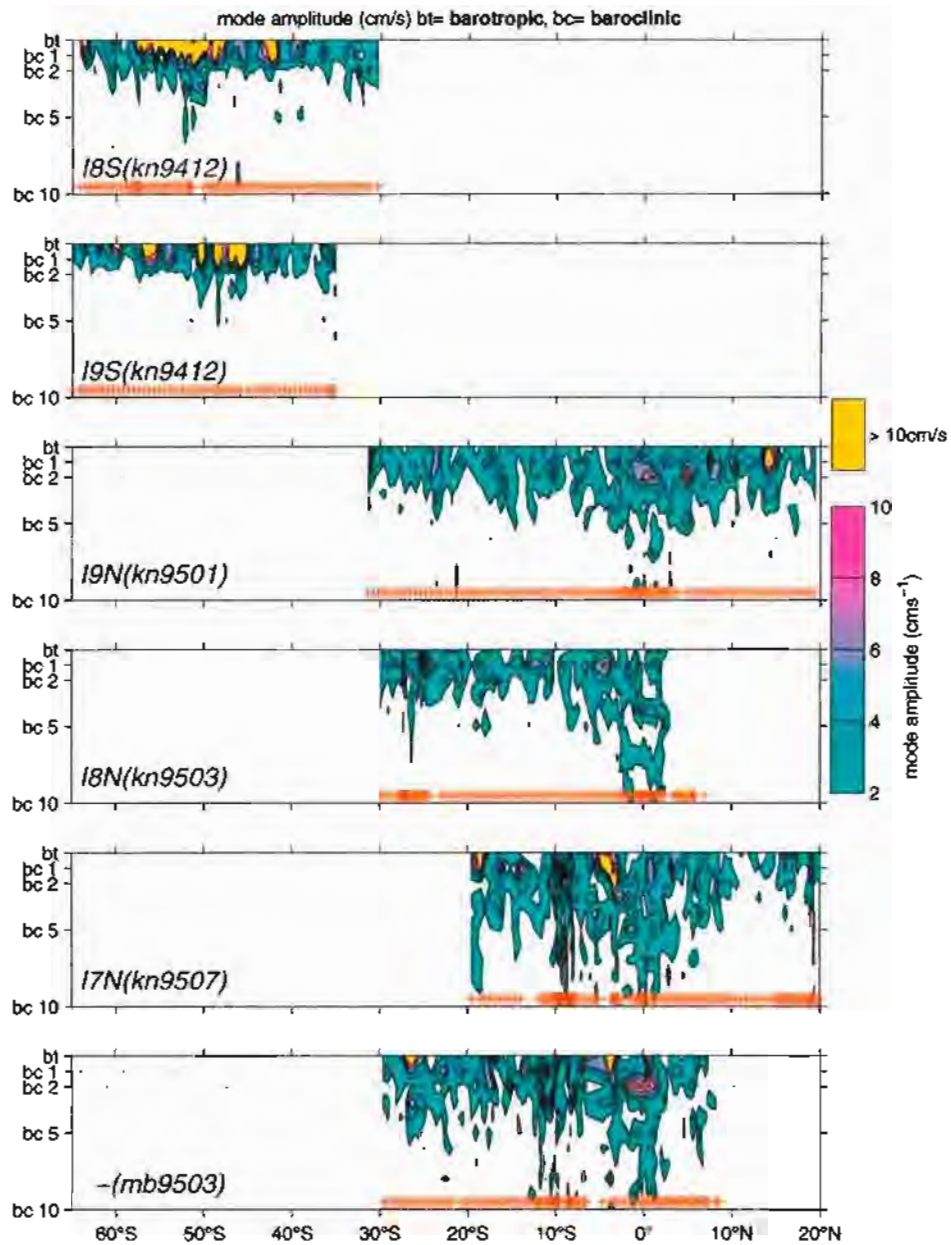 mode amplitude (cm/s) bt= barotropic, bc= baroclinic
bt
bc 1
bc 2
bc 5
bc 10
I8S(kn9412)
bt
bc 1
bc 2
bc 5
bc 10
I9S(kn9412)
> 10cm/s
bt
bc 1
bc 2
bc 5
bc 10
I9N(kn9501)
10
8
6
4
2
mode amplitude (cms⁻¹)
bt
bc 1
bc 2
bc 5
bc 10
I8N(kn9503)
bt
bc 1
bc 2
bc 5
bc 10
I7N(kn9507)
bt
bc 1
bc 2
bc 5
bc 10
–(mb9503)
60°S 50°S 40°S 30°S 20°S 10°S 0° 10°N 20°N